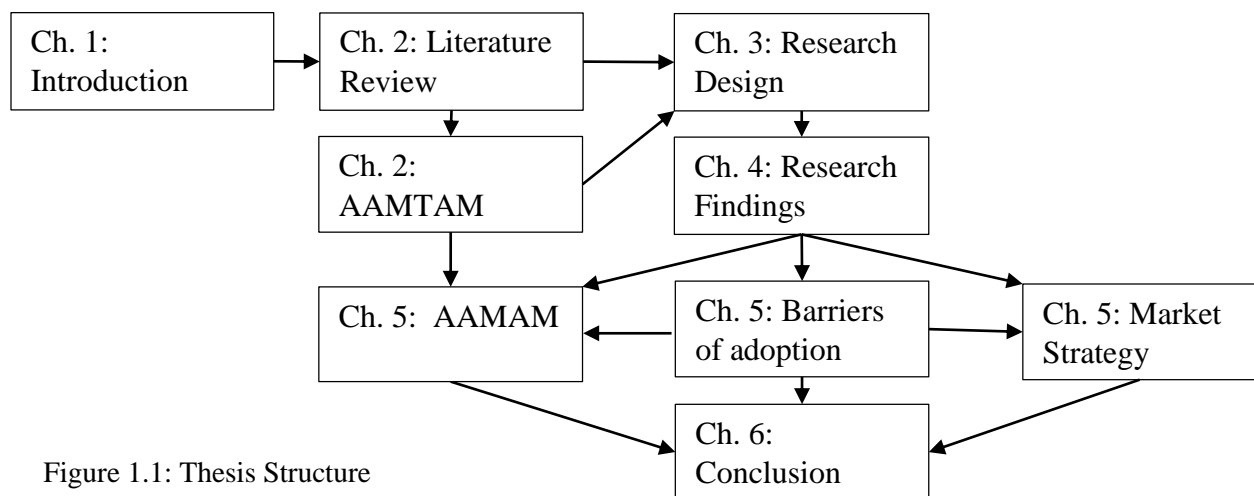 Ch. 1:
Introduction
Ch. 2: Literature
Review
Ch. 3: Research
Design
Ch. 2:
AAMTAM
Ch. 4: Research
Findings
Ch. 5:  AAMAM
Ch. 5: Barriers
of adoption
Ch. 5: Market
Strategy
Ch. 6:
Conclusion
Figure 1.1: Thesis Structure